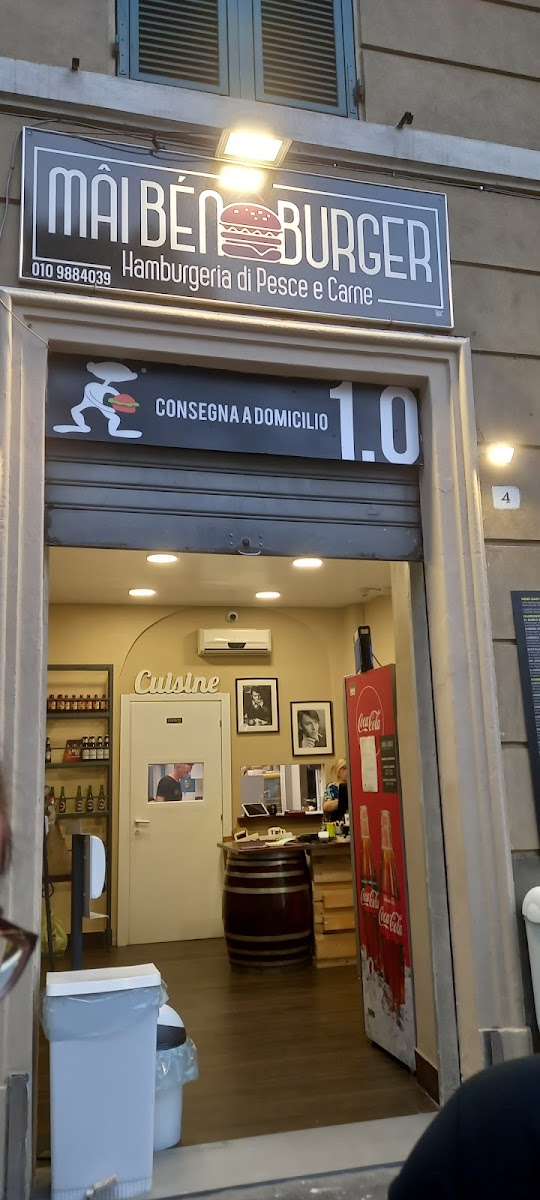 MÂI BÉN BURGER
010 9884039 Hamburgeria di Pesce e Carne
CONSEGNA A DOMICILIO 1.0
4
Cuisine
Coca-Cola
Coca-Cola
Coca-Cola